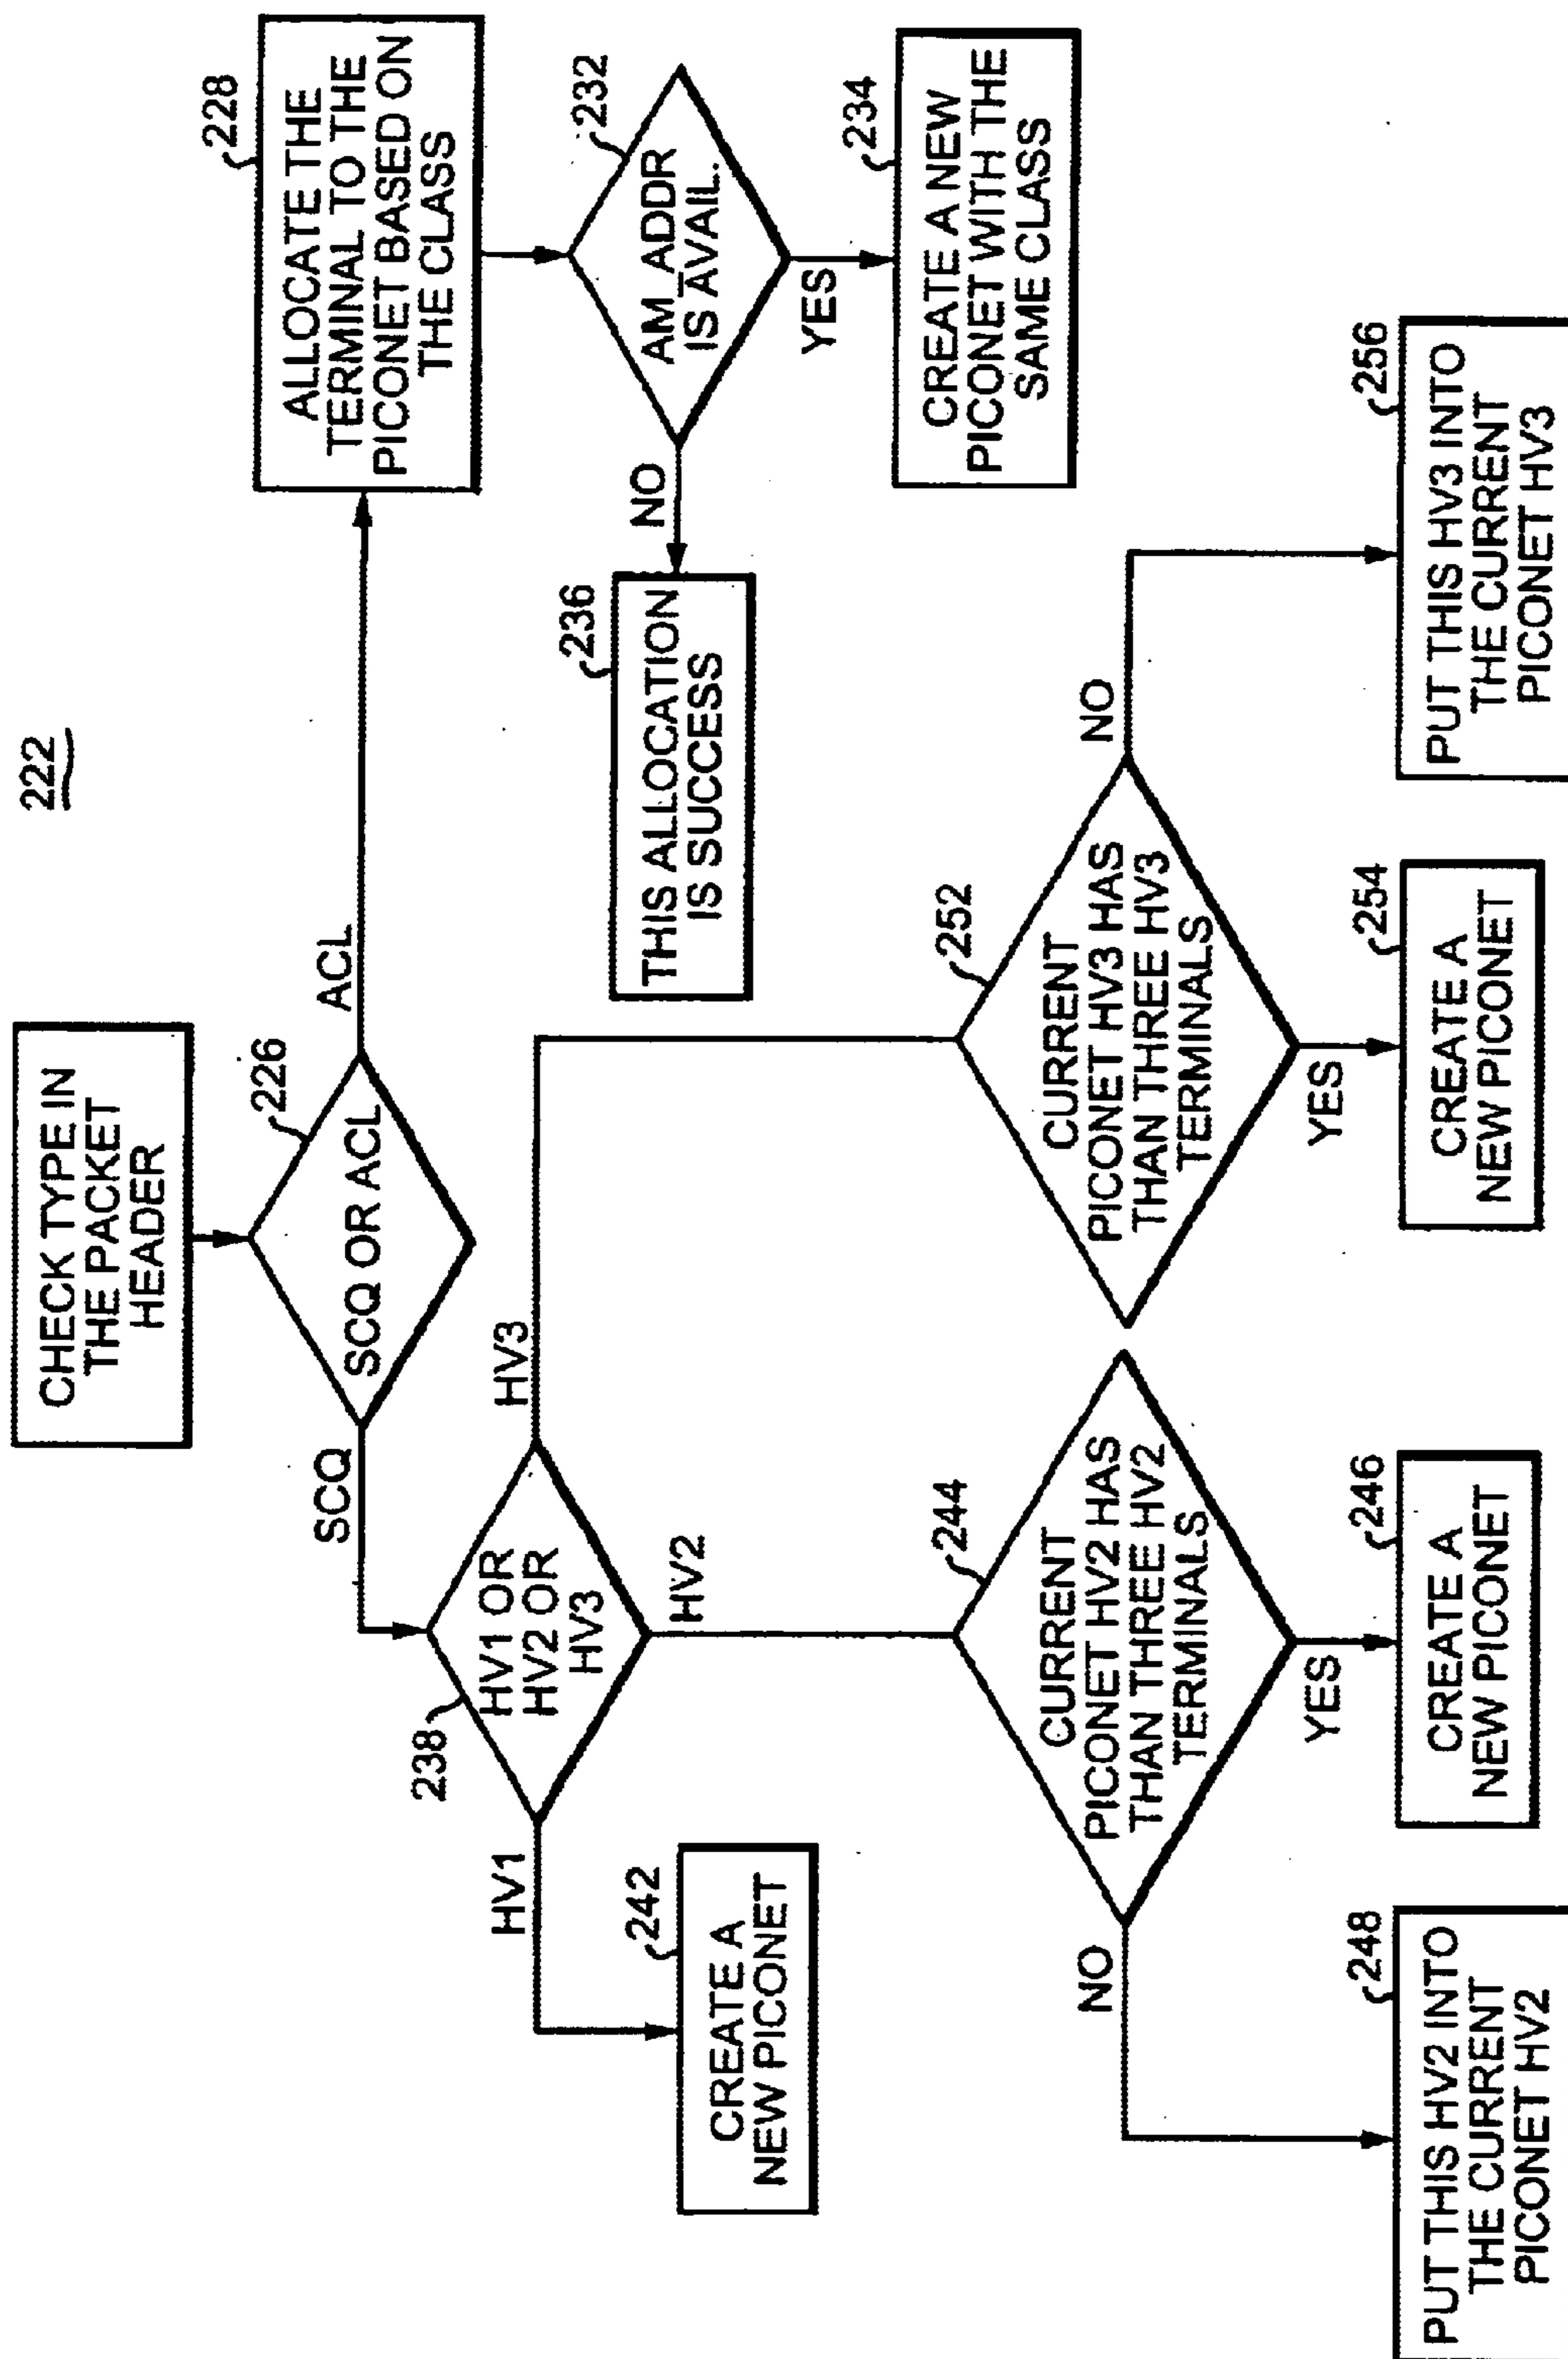 222
CHECK TYPE IN
THE PACKET
HEADER
226
SCQ OR ACL
SCQ
ACL
228
ALLOCATE THE
TERMINAL TO THE
PICONET BASED ON
THE CLASS
232
AM ADDR
IS AVAIL.
NO
YES
236
THIS ALLOCATION
IS SUCCESS
234
CREATE A NEW
PICONET WITH THE
SAME CLASS
238
HV1 OR
HV2 OR
HV3
HV1
HV2
HV3
242
CREATE A
NEW PICONET
244
CURRENT
PICONET HV2 HAS
THAN THREE HV2
TERMINALS
NO
YES
248
PUT THIS HV2 INTO
THE CURRENT
PICONET HV2
246
CREATE A
NEW PICONET
252
CURRENT
PICONET HV3 HAS
THAN THREE HV3
TERMINALS
YES
NO
254
CREATE A
NEW PICONET
256
PUT THIS HV3 INTO
THE CURRENT
PICONET HV3